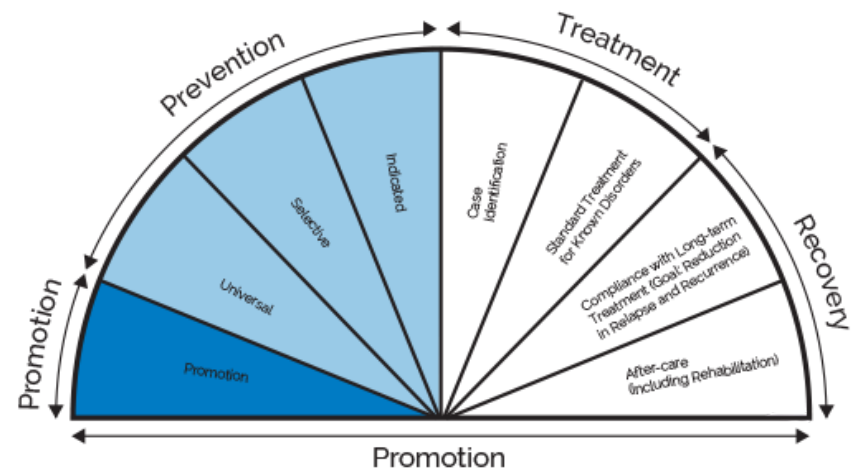 Prevention
Treatment
Promotion
Recovery
Promotion
Universal
Selective
Indicated
Case
Identification
Standard Treatment
for Known Disorders
Compliance with Long-term
Treatment (Goal: Reduction
in Relapse and Recurrence)
After-care
(Including Rehabilitation)
Promotion